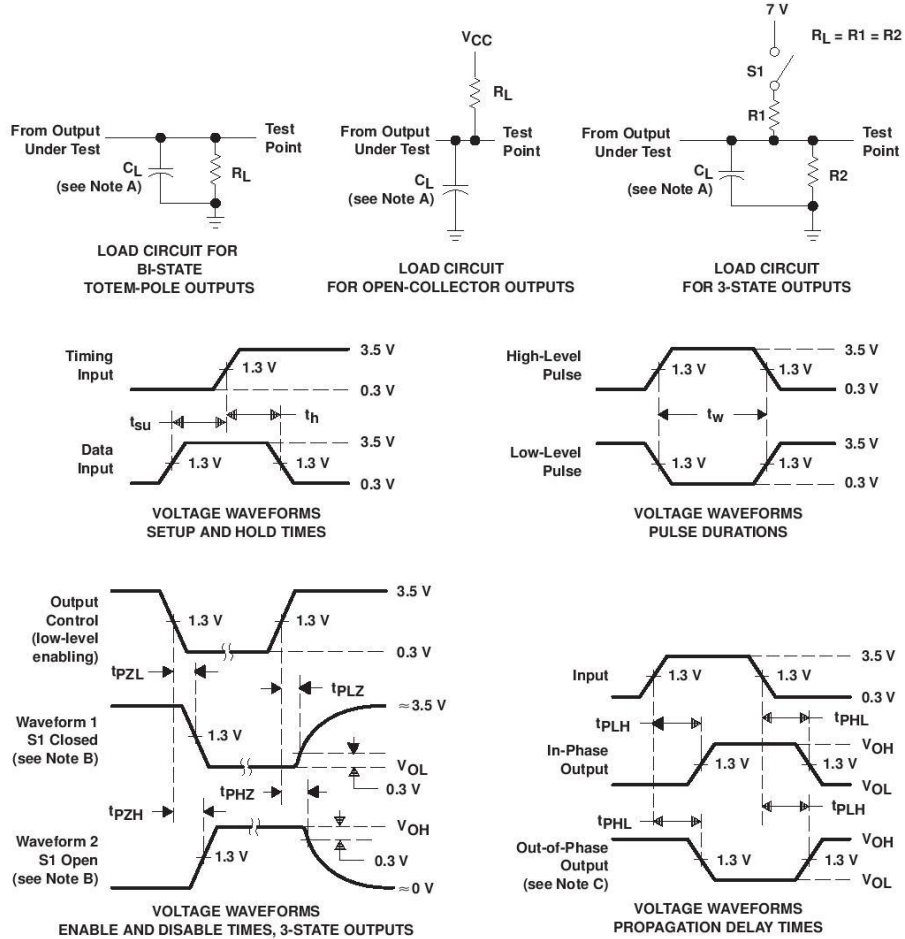 7 V
RL = R1 = R2
S1
R1
From Output
Under Test
Test
Point
CL
(see Note A)
R2
LOAD CIRCUIT
FOR 3-STATE OUTPUTS
VCC
RL
From Output
Under Test
Test
Point
CL
(see Note A)
LOAD CIRCUIT
FOR OPEN-COLLECTOR OUTPUTS
From Output
Under Test
Test
Point
CL
(see Note A)
RL
LOAD CIRCUIT FOR
BI-STATE
TOTEM-POLE OUTPUTS
Timing
Input
1.3 V
3.5 V
0.3 V
tsu
th
Data
Input
1.3 V
1.3 V
3.5 V
0.3 V
VOLTAGE WAVEFORMS
SETUP AND HOLD TIMES
High-Level
Pulse
1.3 V
1.3 V
3.5 V
0.3 V
tw
Low-Level
Pulse
1.3 V
1.3 V
3.5 V
0.3 V
VOLTAGE WAVEFORMS
PULSE DURATIONS
Output
Control
(low-level
enabling)
1.3 V
1.3 V
3.5 V
0.3 V
tPZL
tPLZ
Waveform 1
S1 Closed
(see Note B)
1.3 V
≈3.5 V
VOL
0.3 V
tPZH
tPHZ
Waveform 2
S1 Open
(see Note B)
1.3 V
VOH
0.3 V
≈0 V
VOLTAGE WAVEFORMS
ENABLE AND DISABLE TIMES, 3-STATE OUTPUTS
Input
1.3 V
1.3 V
3.5 V
0.3 V
tPLH
tPHL
In-Phase
Output
1.3 V
1.3 V
VOH
VOL
tPHL
tPLH
Out-of-Phase
Output
(see Note C)
1.3 V
1.3 V
VOH
VOL
VOLTAGE WAVEFORMS
PROPAGATION DELAY TIMES